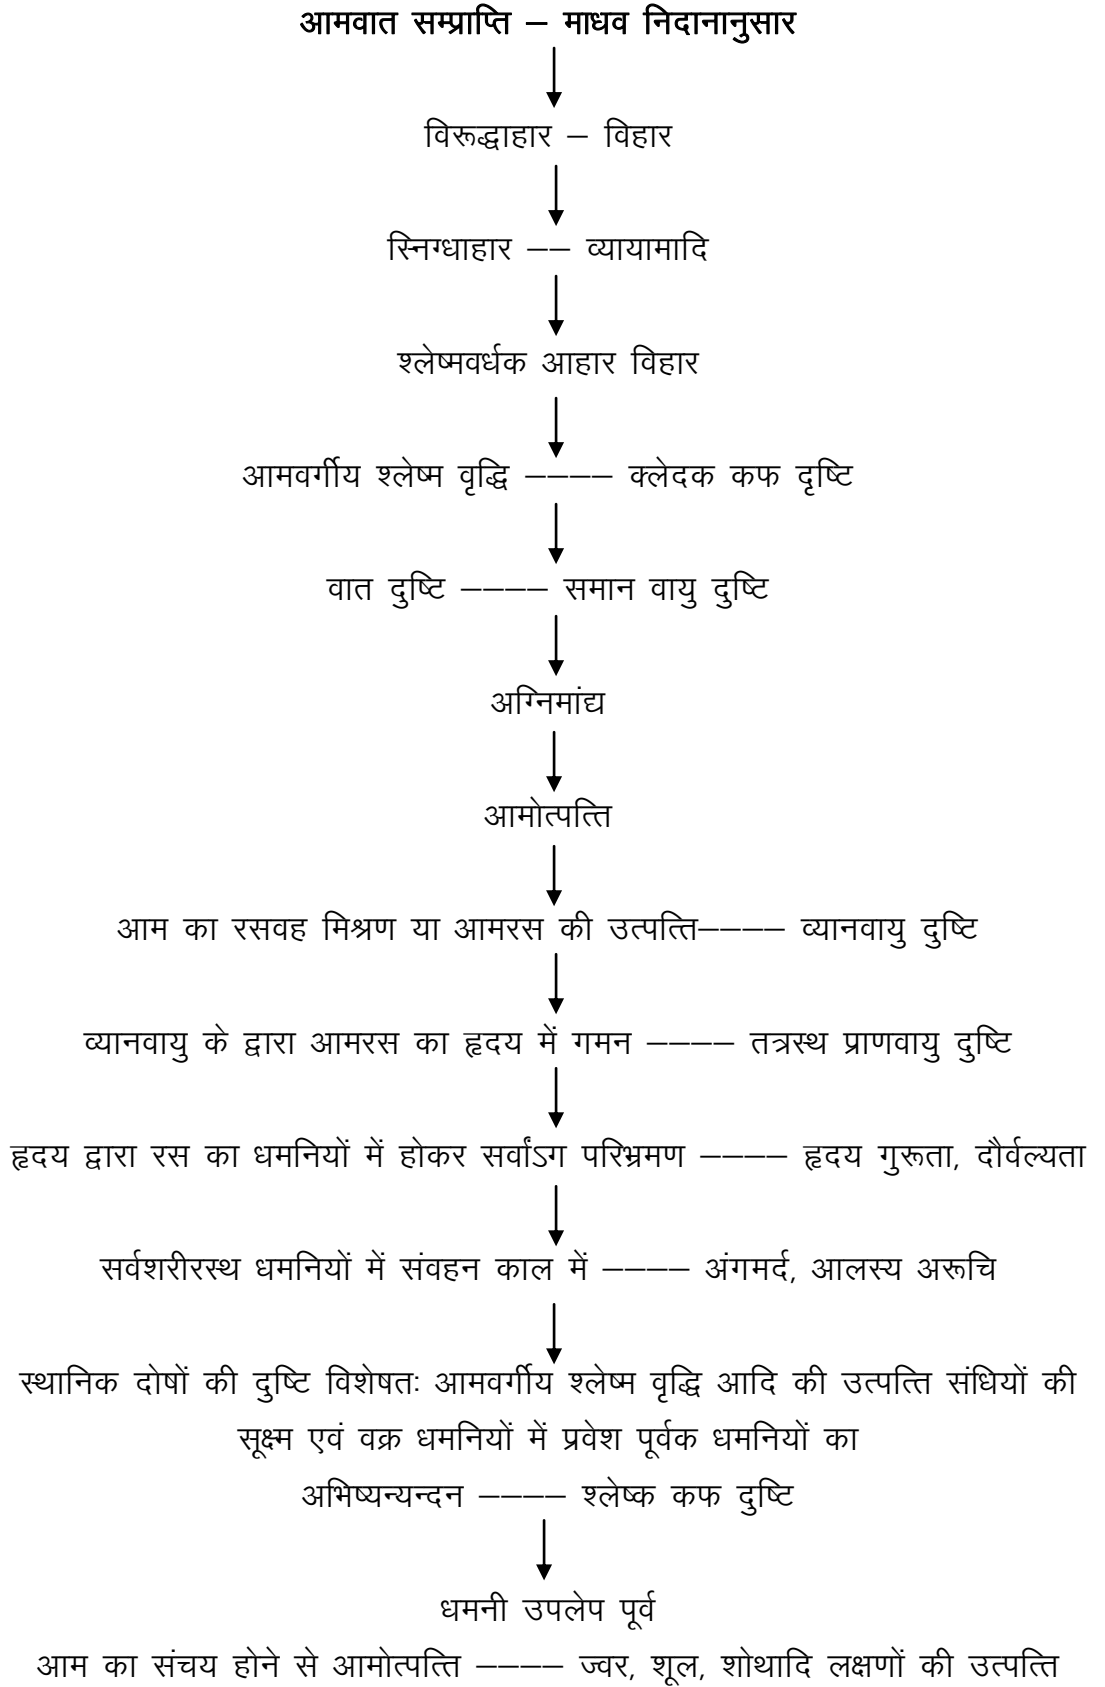 आमवात सम्प्राप्ति – माधव निदानानुसार
विरूद्धाहार – विहार
स्निग्धाहार –– व्यायामादि
श्लेष्मवर्धक आहार विहार
आमवर्गीय श्लेष्म वृद्धि –––– क्लेदक कफ दृष्टि
वात दुष्टि –––– समान वायु दुष्टि
अग्निमांद्य
आमोत्पत्ति
आम का रसवह मिश्रण या आमरस की उत्पत्ति–––– व्यानवायु दुष्टि
व्यानवायु के द्वारा आमरस का हृदय में गमन –––– तत्रस्थ प्राणवायु दुष्टि
हृदय द्वारा रस का धमनियों में होकर सर्वांऽग परिभ्रमण –––– हृदय गुरूता, दौर्वल्यता
सर्वशरीरस्थ धमनियों में संवहन काल में –––– अंगमर्द, आलस्य अरूचि
स्थानिक दोषों की दुष्टि विशेषतः आमवर्गीय श्लेष्म वृद्धि आदि की उत्पत्ति संधियों की
सूक्ष्म एवं वक्र धमनियों में प्रवेश पूर्वक धमनियों का
अभिष्यन्यन्दन –––– श्लेष्क कफ दुष्टि
धमनी उपलेप पूर्व
आम का संचय होने से आमोत्पत्ति –––– ज्वर, शूल, शोथादि लक्षणों की उत्पत्ति